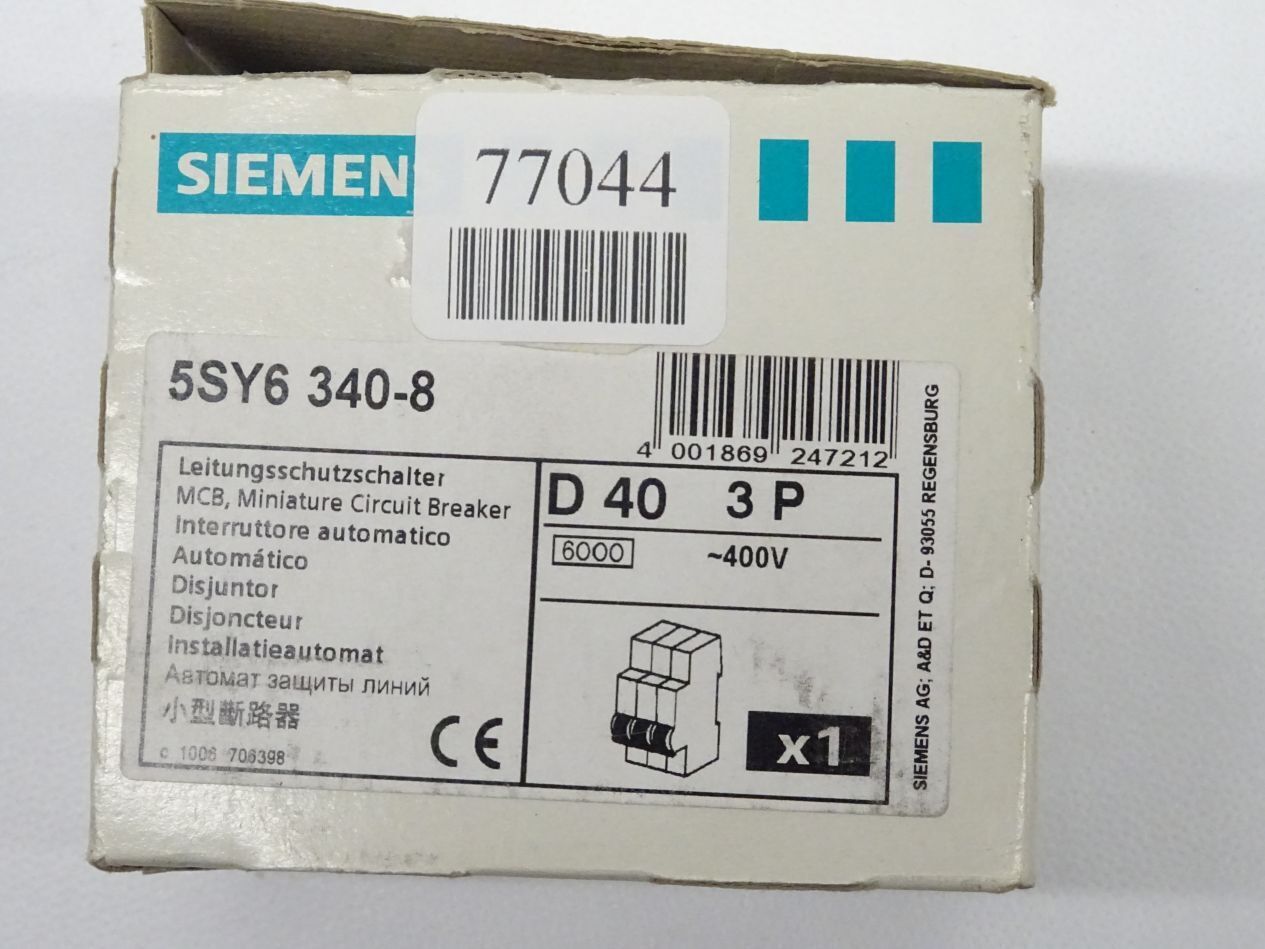 SIEMEN
77044
5SY6 340-8
4 001869 247212
Leitungsschutzschalter
MCB, Miniature Circuit Breaker
Interruttore automatico
Automático
Disjuntor
Disjoncteur
Installatieautomat
Автомат защиты линий
小型斷路器
c 1006 706398
CE
D 40 3 P
6000 ~400V
x1
SIEMENS AG; A&D ET Q; D- 93055 REGENSBURG